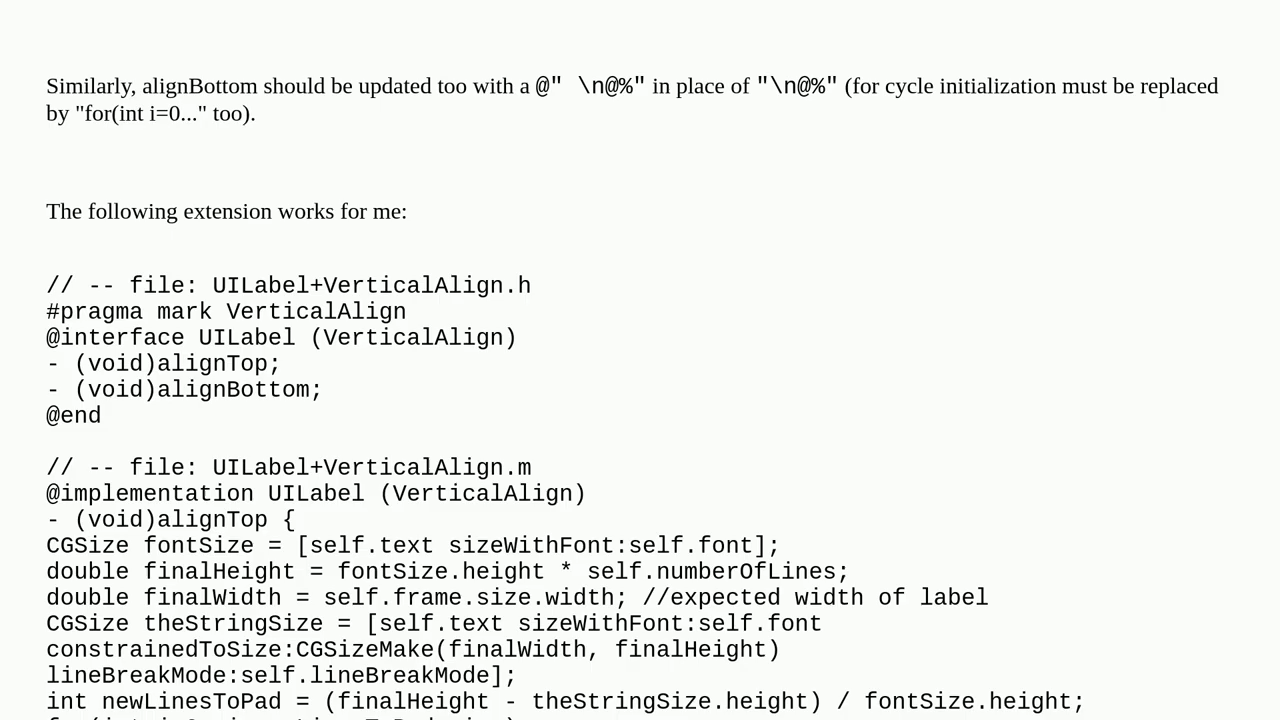 Similarly, alignBottom should be updated too with a @" \n@%" in place of "\n@%" (for cycle initialization must be replaced
by "for(int i=0..." too).
The following extension works for me:
// -- file: UILabel+VerticalAlign.h
#pragma mark VerticalAlign
@interface UILabel (VerticalAlign)
- (void)alignTop;
- (void)alignBottom;
@end
// -- file: UILabel+VerticalAlign.m
@implementation UILabel (VerticalAlign)
- (void)alignTop {
CGSize fontSize = [self.text sizeWithFont:self.font];
double finalHeight = fontSize.height * self.numberOfLines;
double finalWidth = self.frame.size.width; //expected width of label
CGSize theStringSize = [self.text sizeWithFont:self.font
constrainedToSize:CGSizeMake(finalWidth, finalHeight)
lineBreakMode:self.lineBreakMode];
int newLinesToPad = (finalHeight - theStringSize.height) / fontSize.height;